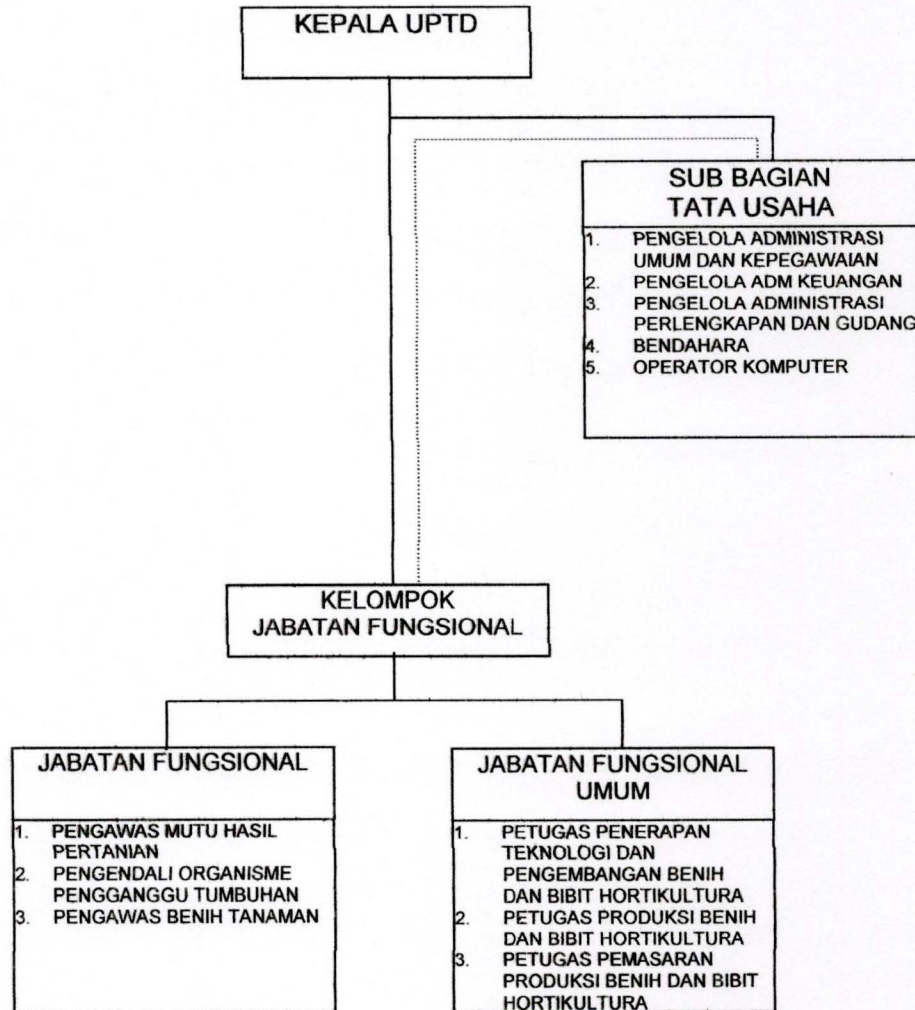 KEPALA UPTD
SUB BAGIAN
TATA USAHA
1. PENGELOLA ADMINISTRASI
UMUM DAN KEPEGAWAIAN
2. PENGELOLA ADM KEUANGAN
3. PENGELOLA ADMINISTRASI
PERLENGKAPAN DAN GUDANG
4. BENDAHARA
5. OPERATOR KOMPUTER
KELOMPOK
JABATAN FUNGSIONAL
JABATAN FUNGSIONAL
1. PENGAWAS MUTU HASIL
PERTANIAN
2. PENGENDALI ORGANISME
PENGGANGGU TUMBUHAN
3. PENGAWAS BENIH TANAMAN
JABATAN FUNGSIONAL
UMUM
1. PETUGAS PENERAPAN
TEKNOLOGI DAN
PENGEMBANGAN BENIH
DAN BIBIT HORTIKULTURA
2. PETUGAS PRODUKSI BENIH
DAN BIBIT HORTIKULTURA
3. PETUGAS PEMASARAN
PRODUKSI BENIH DAN BIBIT
HORTIKULTURA